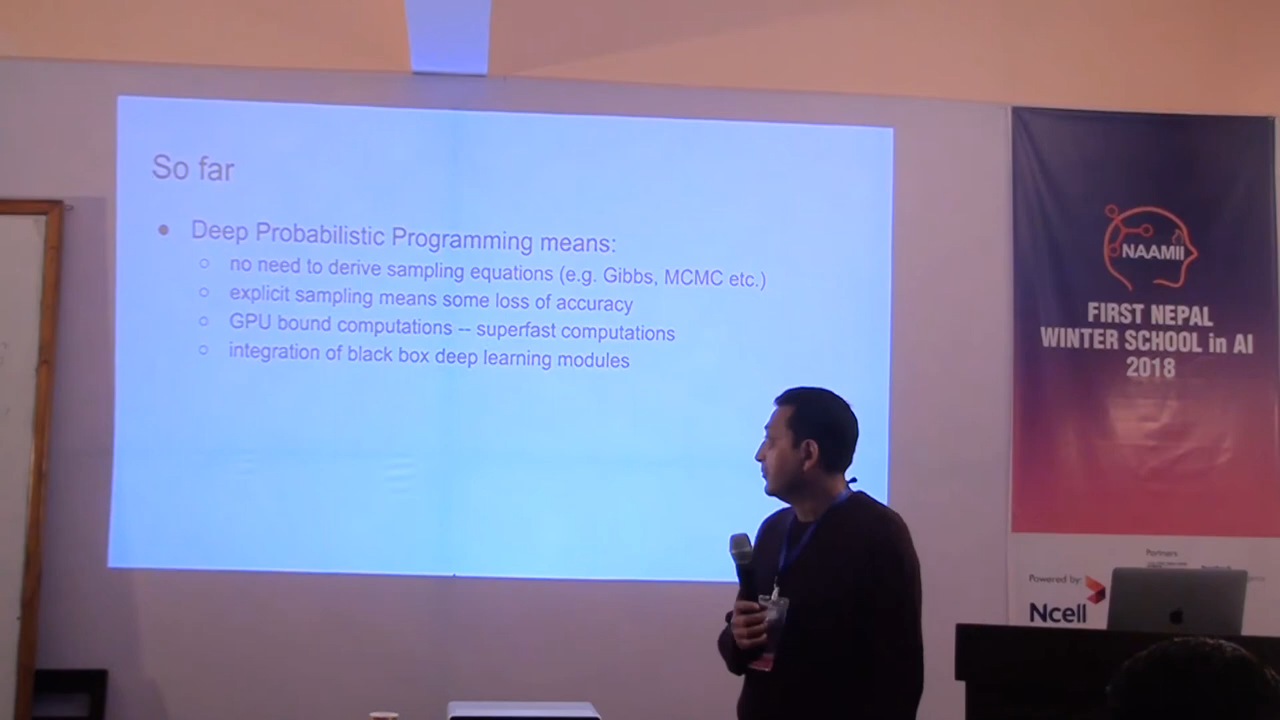 So far
Deep Probabilistic Programming means:
no need to derive sampling equations (e.g. Gibbs, MCMC etc.)
explicit sampling means some loss of accuracy
GPU bound computations -- superfast computations
integration of black box deep learning modules
NAAMII
FIRST NEPAL
WINTER SCHOOL in AI
2018
Partners
Powered by:
Ncell